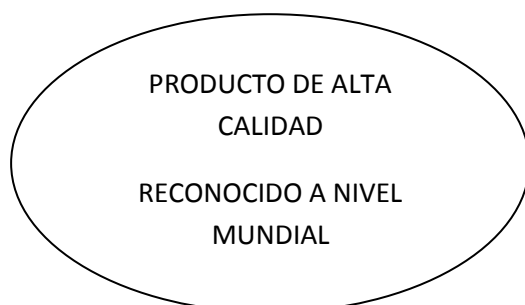 PRODUCTO DE ALTA
CALIDAD
RECONOCIDO A NIVEL
MUNDIAL